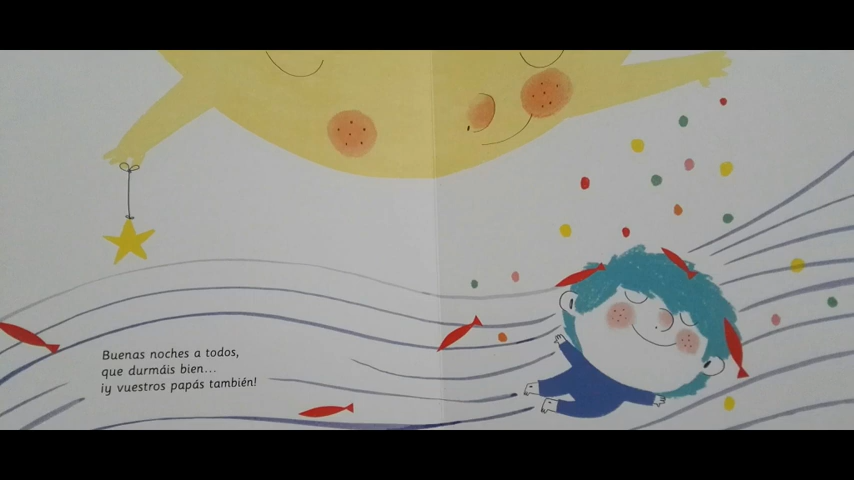 Buenas noches a todos,
que durmáis bien...
¡y vuestros papás también!